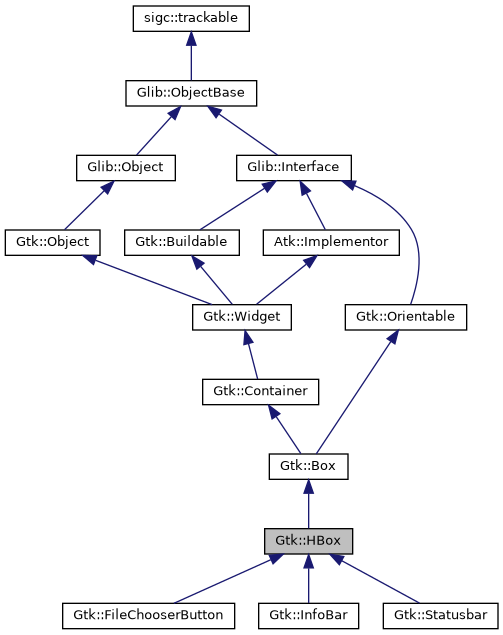 sigc::trackable
Glib::ObjectBase
Glib::Object
Glib::Interface
Gtk::Object
Gtk::Buildable
Atk::Implementor
Gtk::Widget
Gtk::Orientable
Gtk::Container
Gtk::Box
Gtk::HBox
Gtk::FileChooserButton
Gtk::InfoBar
Gtk::Statusbar